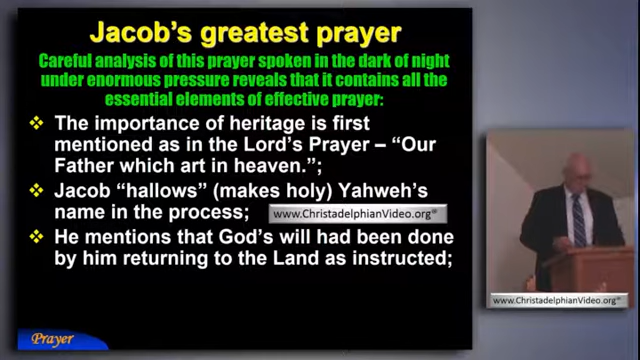 Jacob's greatest prayer
Careful analysis of this prayer spoken in the dark of night
under enormous pressure reveals that it contains all the
essential elements of effective prayer:
❖ The importance of heritage is first
mentioned as in the Lord's Prayer – “Our
Father which art in heaven.”;
❖ Jacob “hallows” (makes holy) Yahweh's
name in the process;
www.ChristadelphianVideo.org®
❖ He mentions that God's will had been done
by him returning to the Land as instructed;
Prayer
www.ChristadelphianVideo.org®